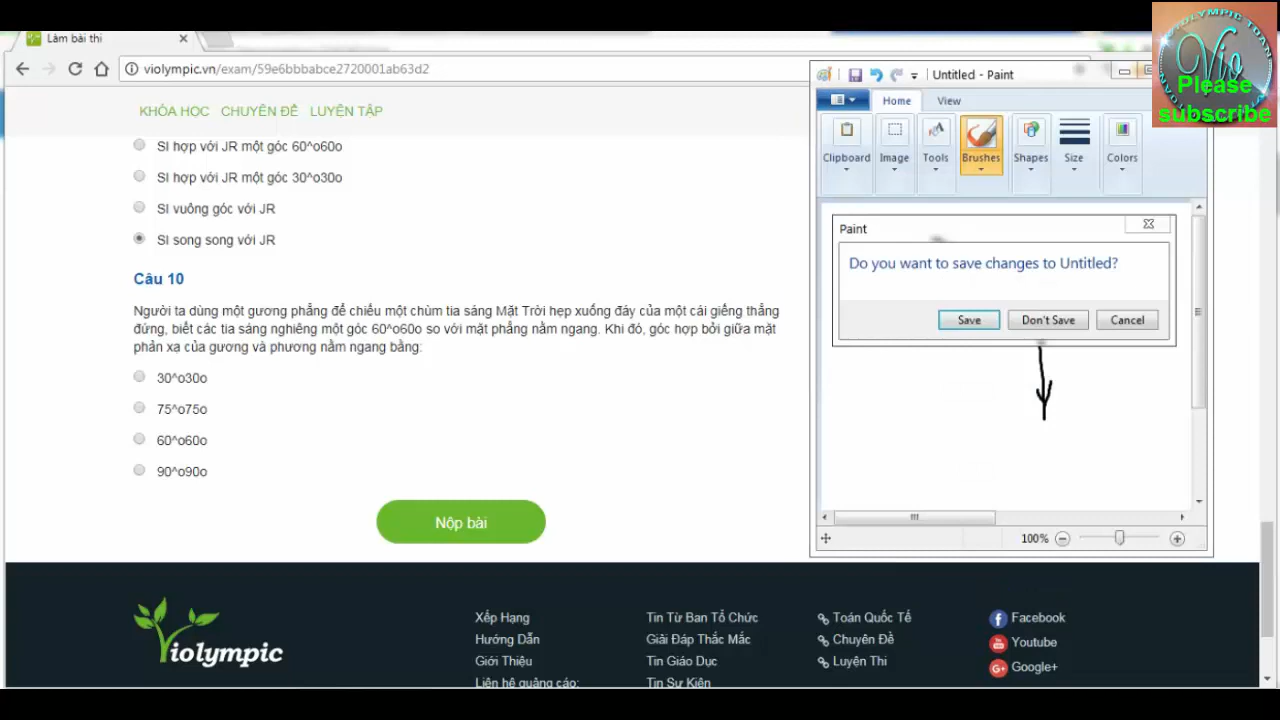 Làm bài thi
violympic.vn/exam/59e6bbbabce2720001ab63d2
KHÓA HỌC CHUYÊN ĐỀ LUYỆN TẬP
SI hợp với JR một góc 60^o60o
SI hợp với JR một góc 30^o30o
SI vuông góc với JR
SI song song với JR
Câu 10
Người ta dùng một gương phẳng để chiếu một chùm tia sáng Mặt Trời hẹp xuống đáy của một cái giếng thẳng
đứng, biết các tia sáng nghiêng một góc 60^o60o so với mặt phẳng nằm ngang. Khi đó, góc hợp bởi giữa mặt
phản xạ của gương và phương nằm ngang bằng:
30^o30o
75^o75o
60^o60o
90^o90o
Nộp bài
Untitled - Paint
Home View
Clipboard Image Tools Brushes Shapes Size Colors
Paint
Do you want to save changes to Untitled?
Save Don't Save Cancel
100%
VIOLYMPIC TOÁN
Vio
Please
subscribe
Violympic
Xếp Hạng
Hướng Dẫn
Giới Thiệu
Liên hệ quảng cáo:
Tin Từ Ban Tổ Chức
Giải Đáp Thắc Mắc
Tin Giáo Dục
Tin Sự Kiện
Toán Quốc Tế
Chuyên Đề
Luyện Thi
Facebook
Youtube
Google+